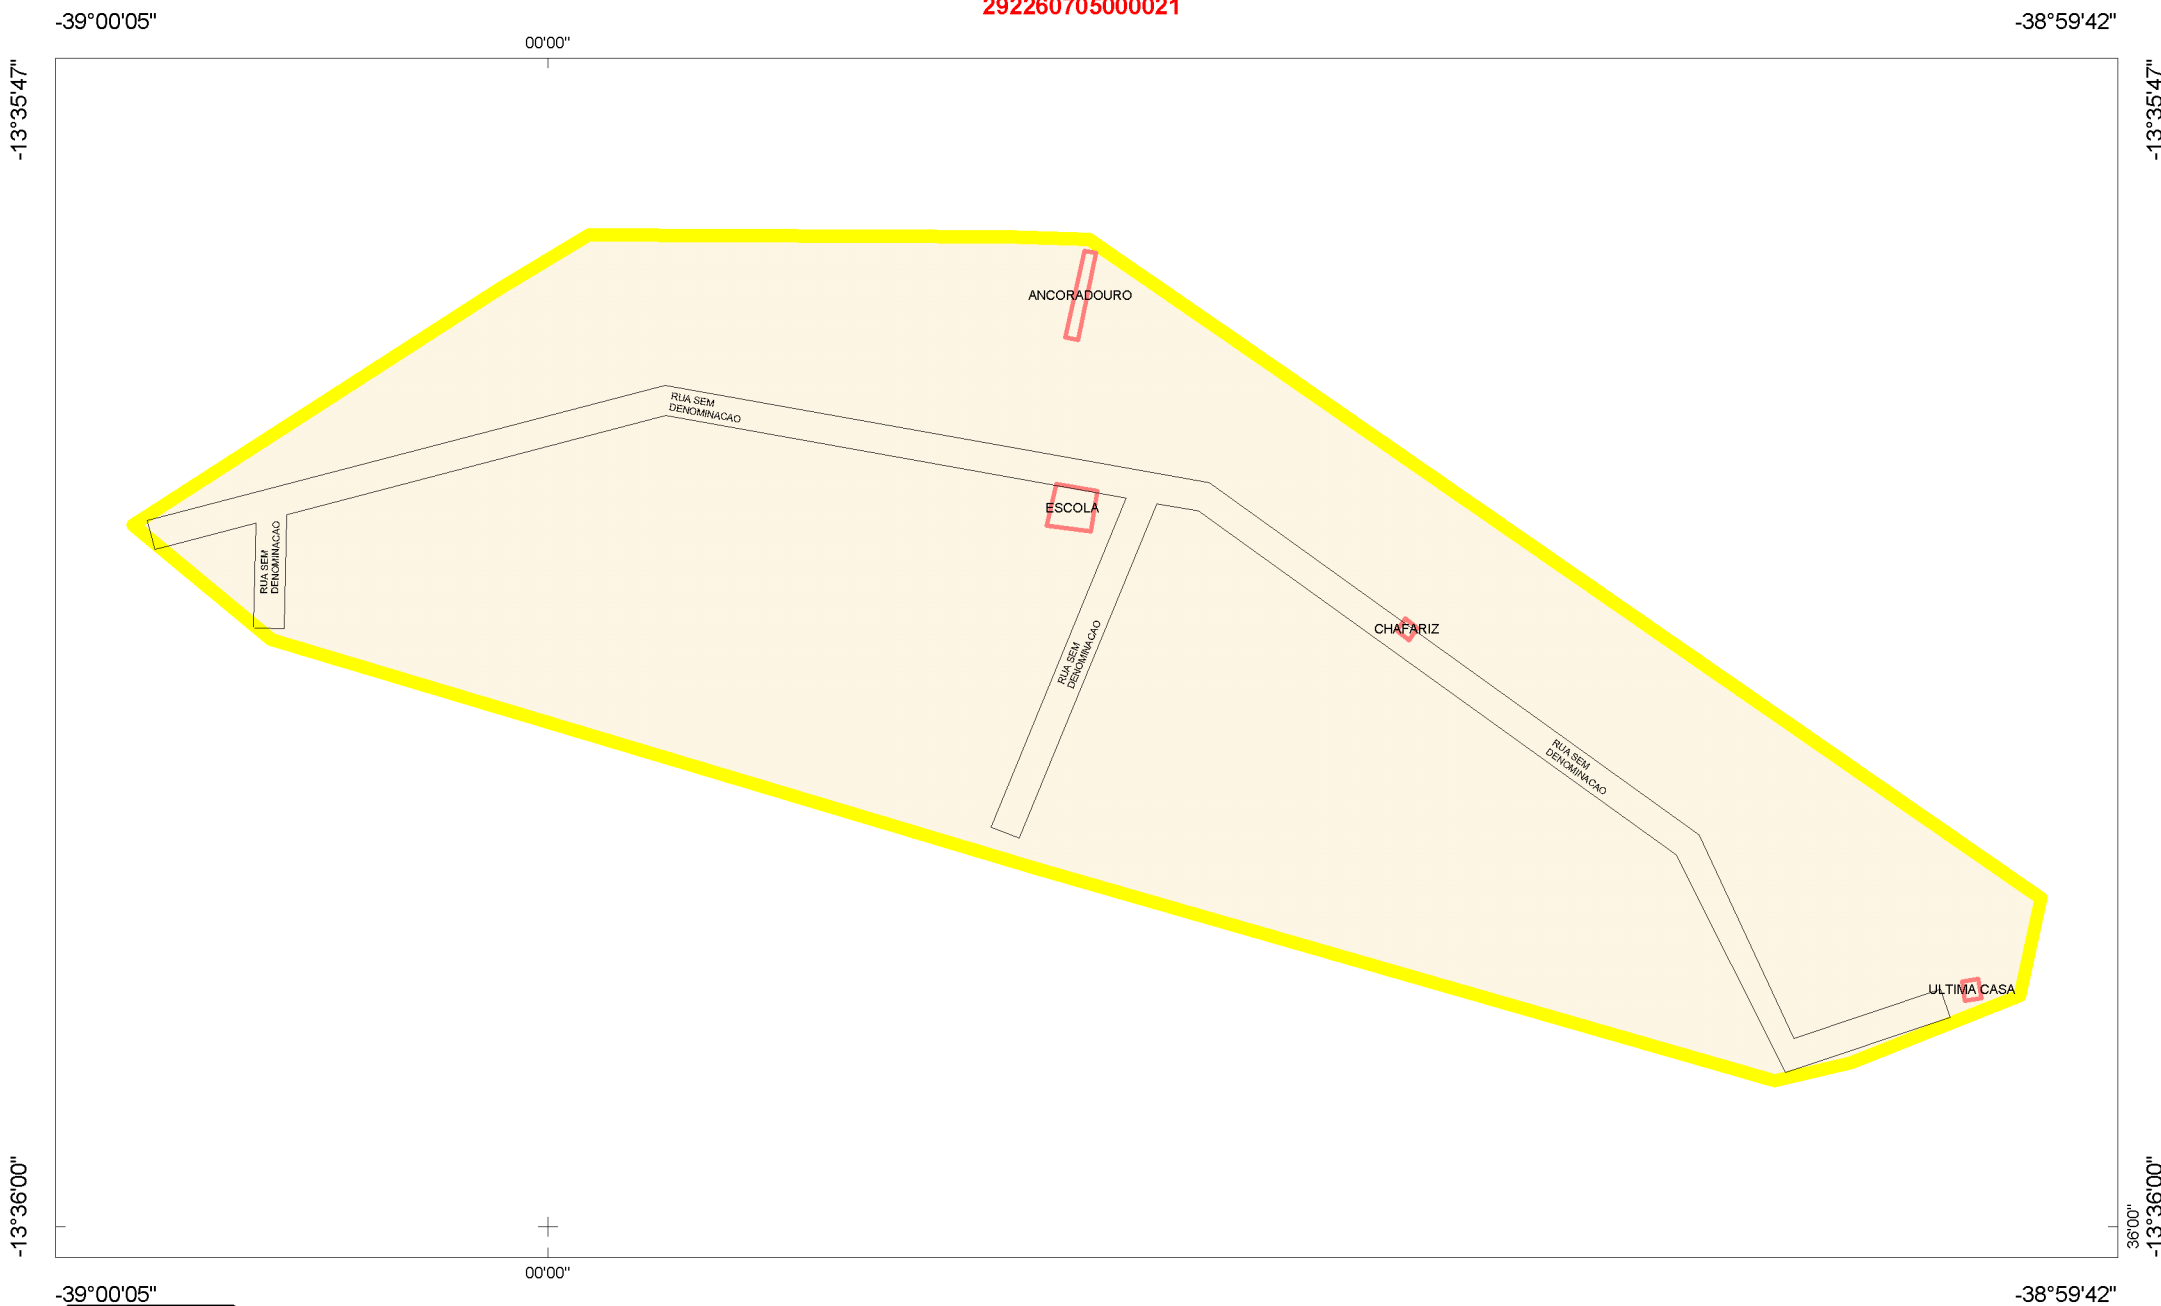 292260705000021
-39°00'05"
-38°59'42"
00'00"
-13°35'47"
-13°35'47"
ANCORADOURO
RUA SEM
DENOMINACAO
ESCOLA
RUA SEM
DENOMINACAO
CHAFARIZ
RUA SEM
DENOMINACAO
RUA SEM
DENOMINACAO
ULTIMA CASA
-13°36'00"
36'00"
-13°36'00"
00'00"
-39°00'05"
-38°59'42"